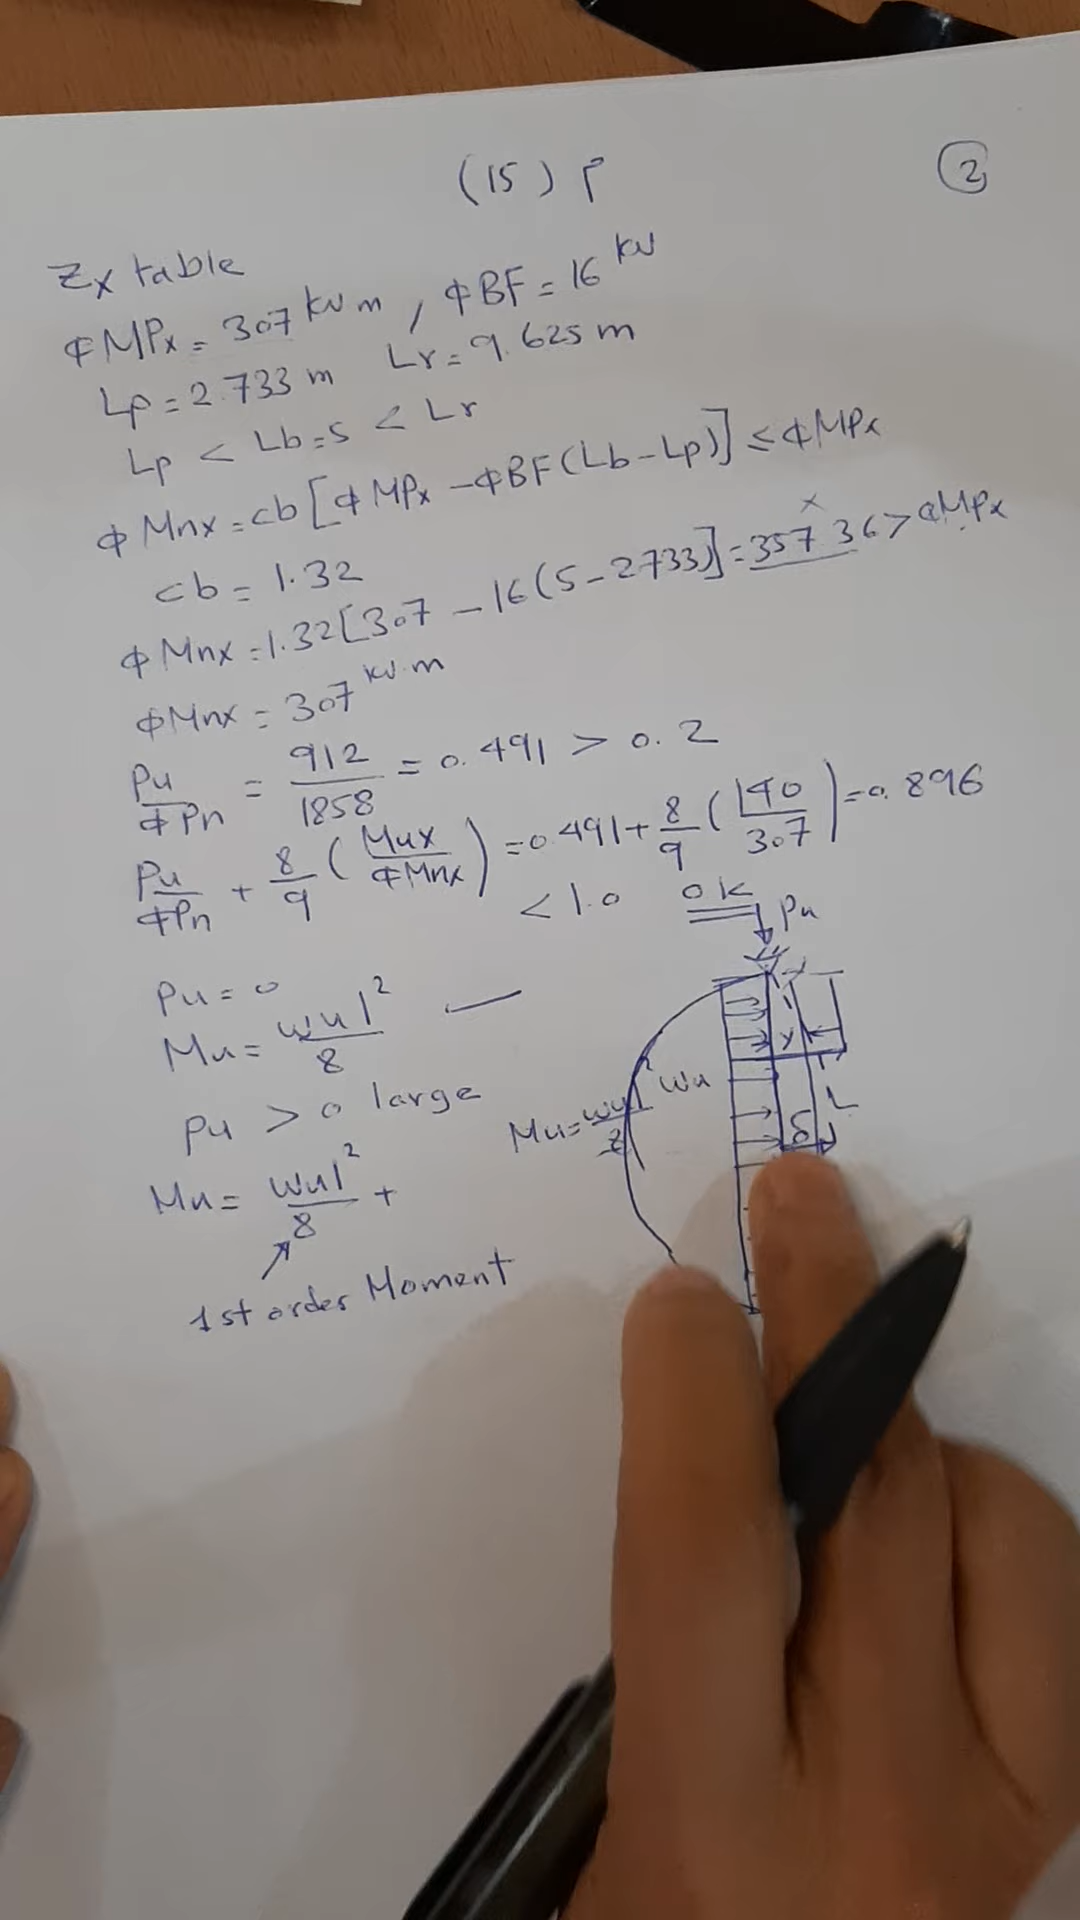 (15) م
2
Zx table
ΦMPx = 307 kN m , ΦBF = 16 kN
Lp = 2.733 m Lr = 9.625 m
Lp < Lb=5 < Lr
ΦMnx = cb[ΦMPx - ΦBF(Lb-Lp)] ≤ ΦMPx
cb = 1.32
x
ΦMnx = 1.32[307 - 16(5-2.733)] = 357.36 > ΦMPx
ΦMnx = 307 kN.m
Pu/ΦPn = 912/1858 = 0.491 > 0.2
Pu/ΦPn + 8/9 (Mux/ΦMnx) = 0.491 + 8/9 (140/307) = 0.896
< 1.0 OK
Pu
Pu = 0
Mu = wul²/8
Pu > 0 large
Mu = wul²/8 +
1st order Moment
wu
Mu = wul²/8
y
δ
L